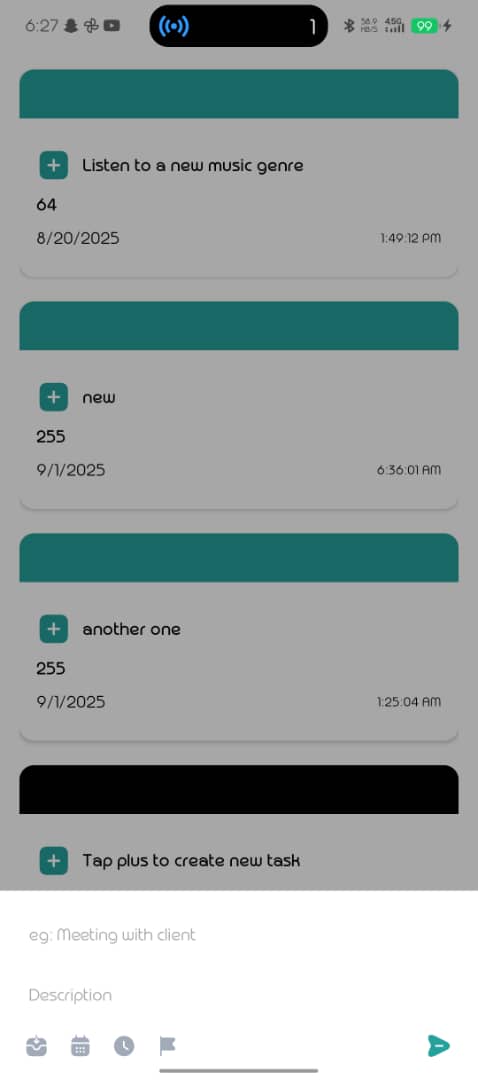 6:27
1
58.9
KB/S
4.5G
99
Listen to a new music genre
64
8/20/2025 1:49:12 PM
new
255
9/1/2025 6:36:01 AM
another one
255
9/1/2025 1:25:04 AM
Tap plus to create new task
eg: Meeting with client
Description